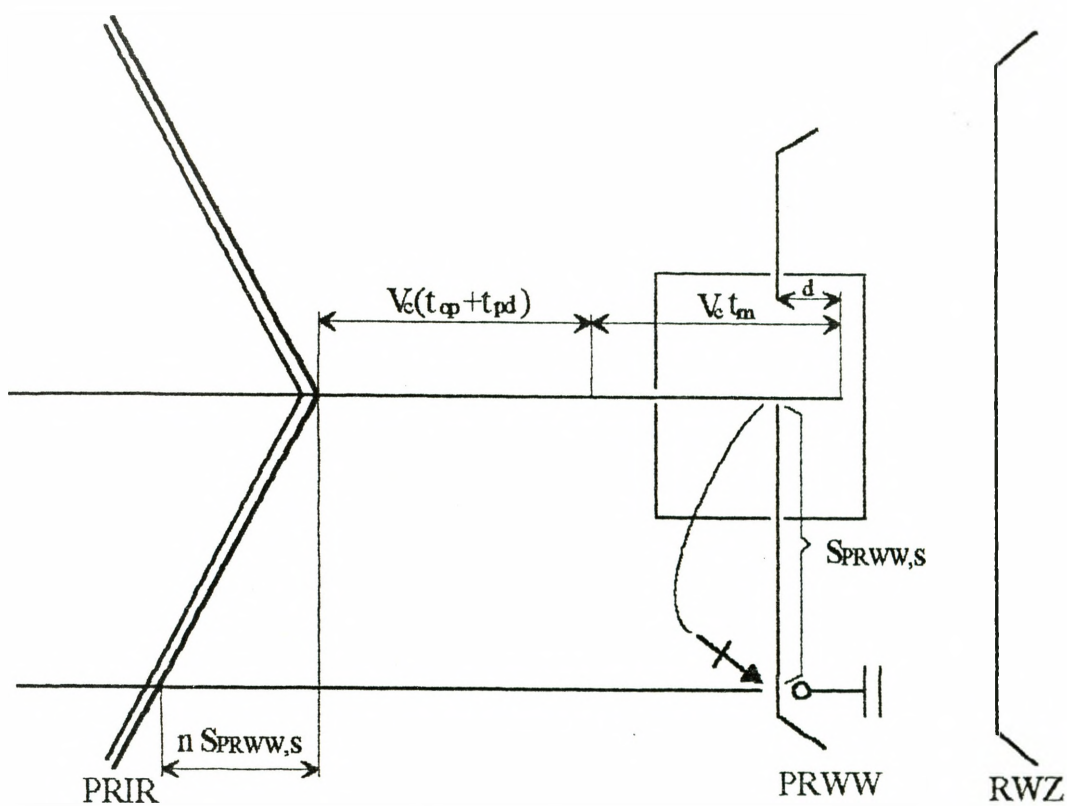 d
Vc(top+tpd)
Vc tm
SPRWW,s
n SPRWW,s
PRIR
PRWW
RWZ